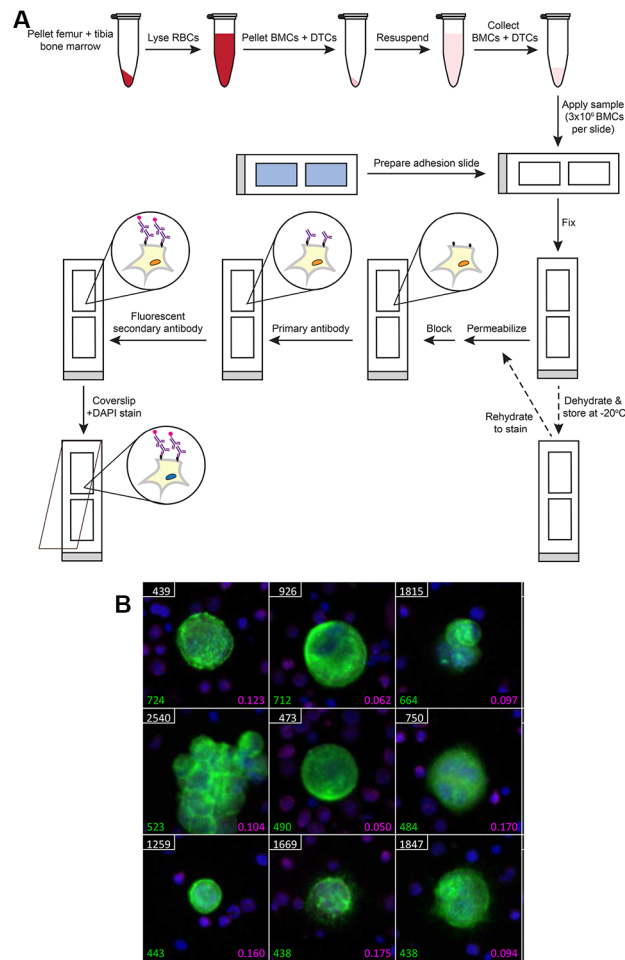 A
Pellet femur + tibia
bone marrow
Lyse RBCs
Pellet BMCs + DTCs
Resuspend
Collect
BMCs + DTCs
Apply sample
(3x10⁶ BMCs
per slide)
Prepare adhesion slide
Fix
Fluorescent
secondary antibody
Primary antibody
Block
Permeabilize
Coverslip
+DAPI stain
Rehydrate
to stain
Dehydrate &
store at -20°C
B
439
926
1815
724
0.123
712
0.062
664
0.097
2540
473
750
523
0.104
490
0.050
484
0.170
1259
1669
1847
443
0.160
438
0.175
438
0.094